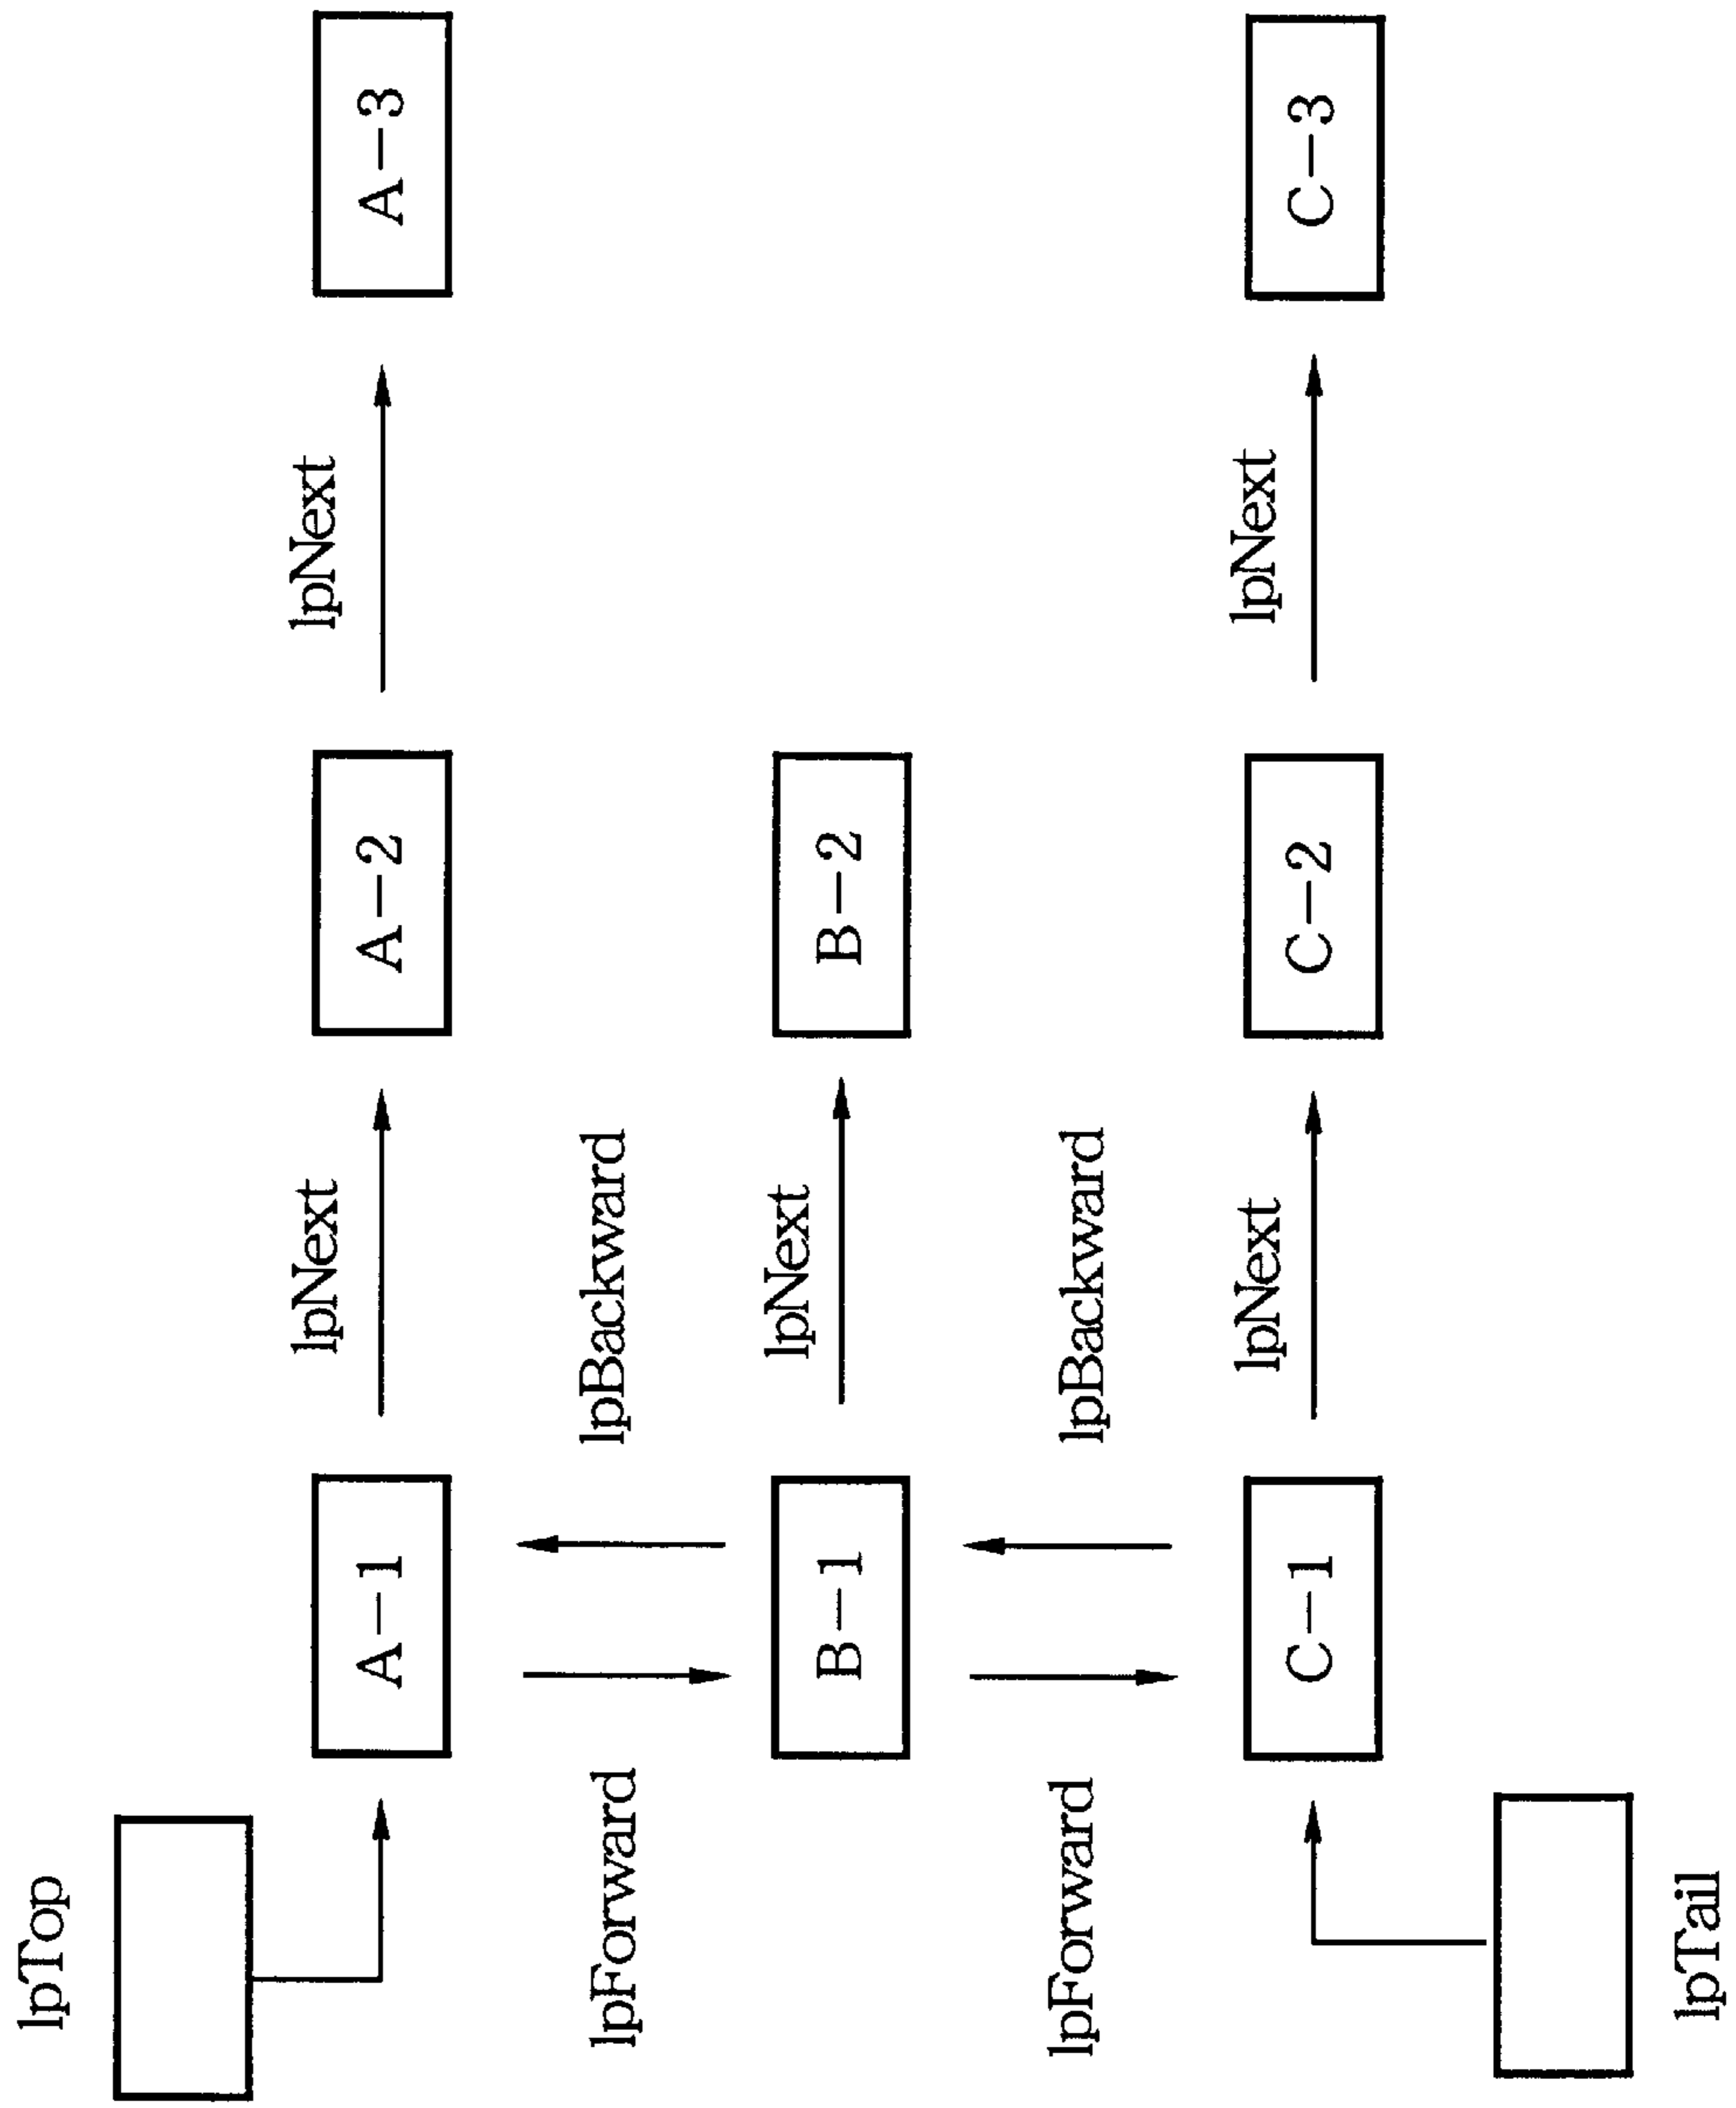 lpTop
lpNext
lpNext
A-1
A-2
A-3
lpForward
lpBackward
lpNext
B-1
B-2
lpForward
lpBackward
lpNext
lpNext
C-1
C-2
C-3
lpTail